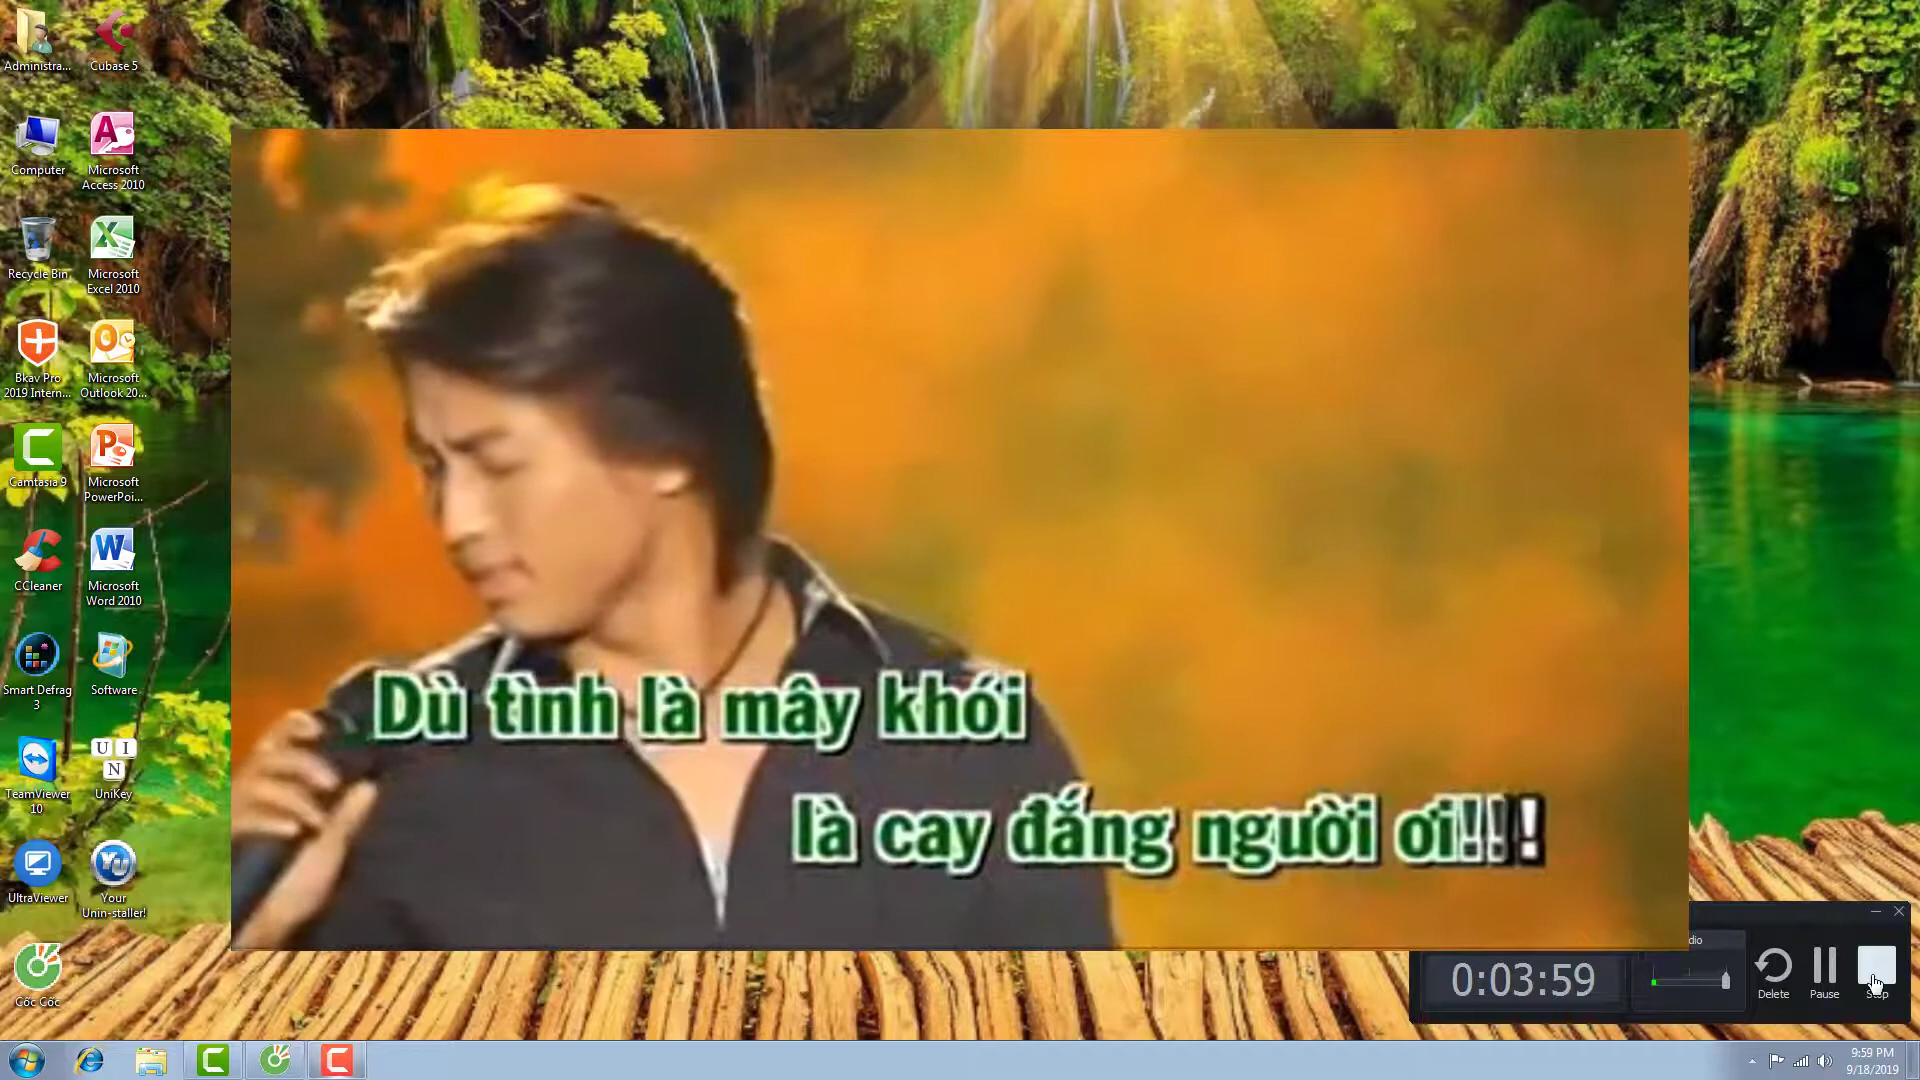 Administra...
Cubase 5
Computer
Microsoft
Access 2010
Recycle Bin
Microsoft
Excel 2010
Bkav Pro
2019 Intern...
Microsoft
Outlook 20...
Camtasia 9
Microsoft
PowerPoi...
CCleaner
Microsoft
Word 2010
Smart Defrag
3
Software
TeamViewer
10
U I
N
UniKey
UltraViewer
Your
Unin-staller!
Cốc Cốc
Dù tình là mây khói
là cay đắng người ơi!!!
dio
0:03:59
Delete
Pause
Stop
9:59 PM
9/18/2019